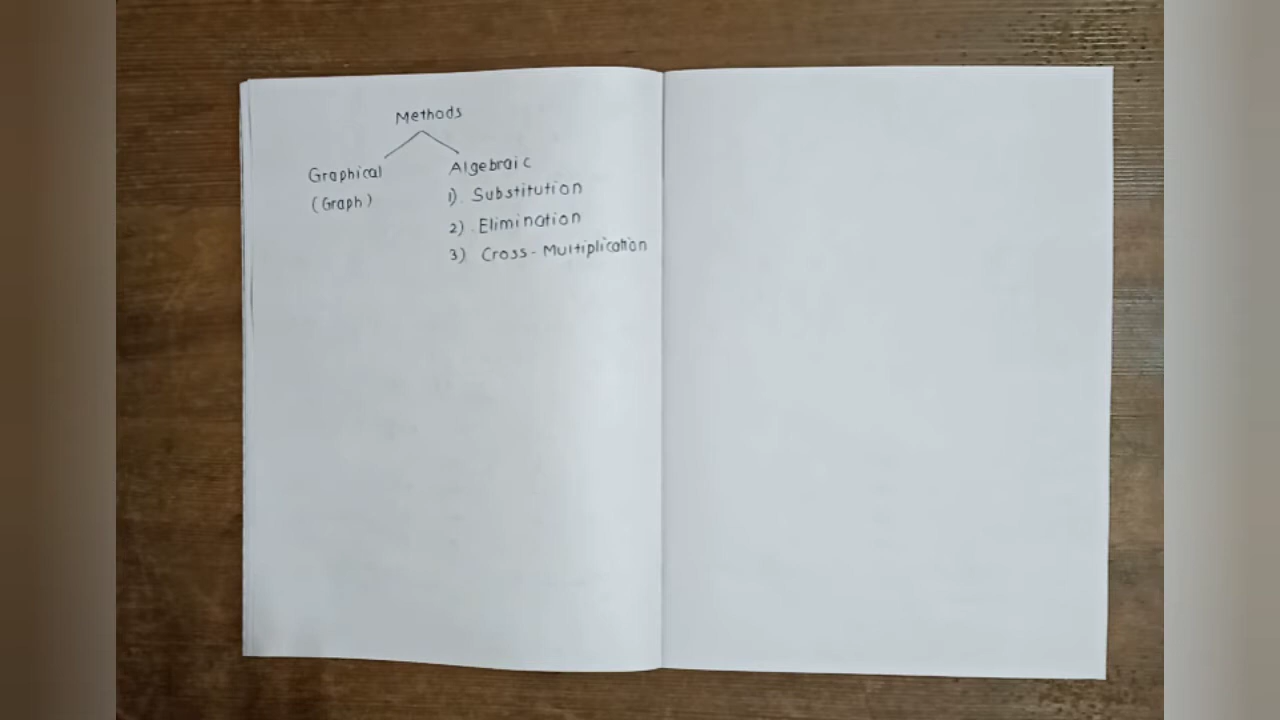 Methods
Graphical
(Graph)
Algebraic
1). Substitution
2). Elimination
3) Cross-Multiplication